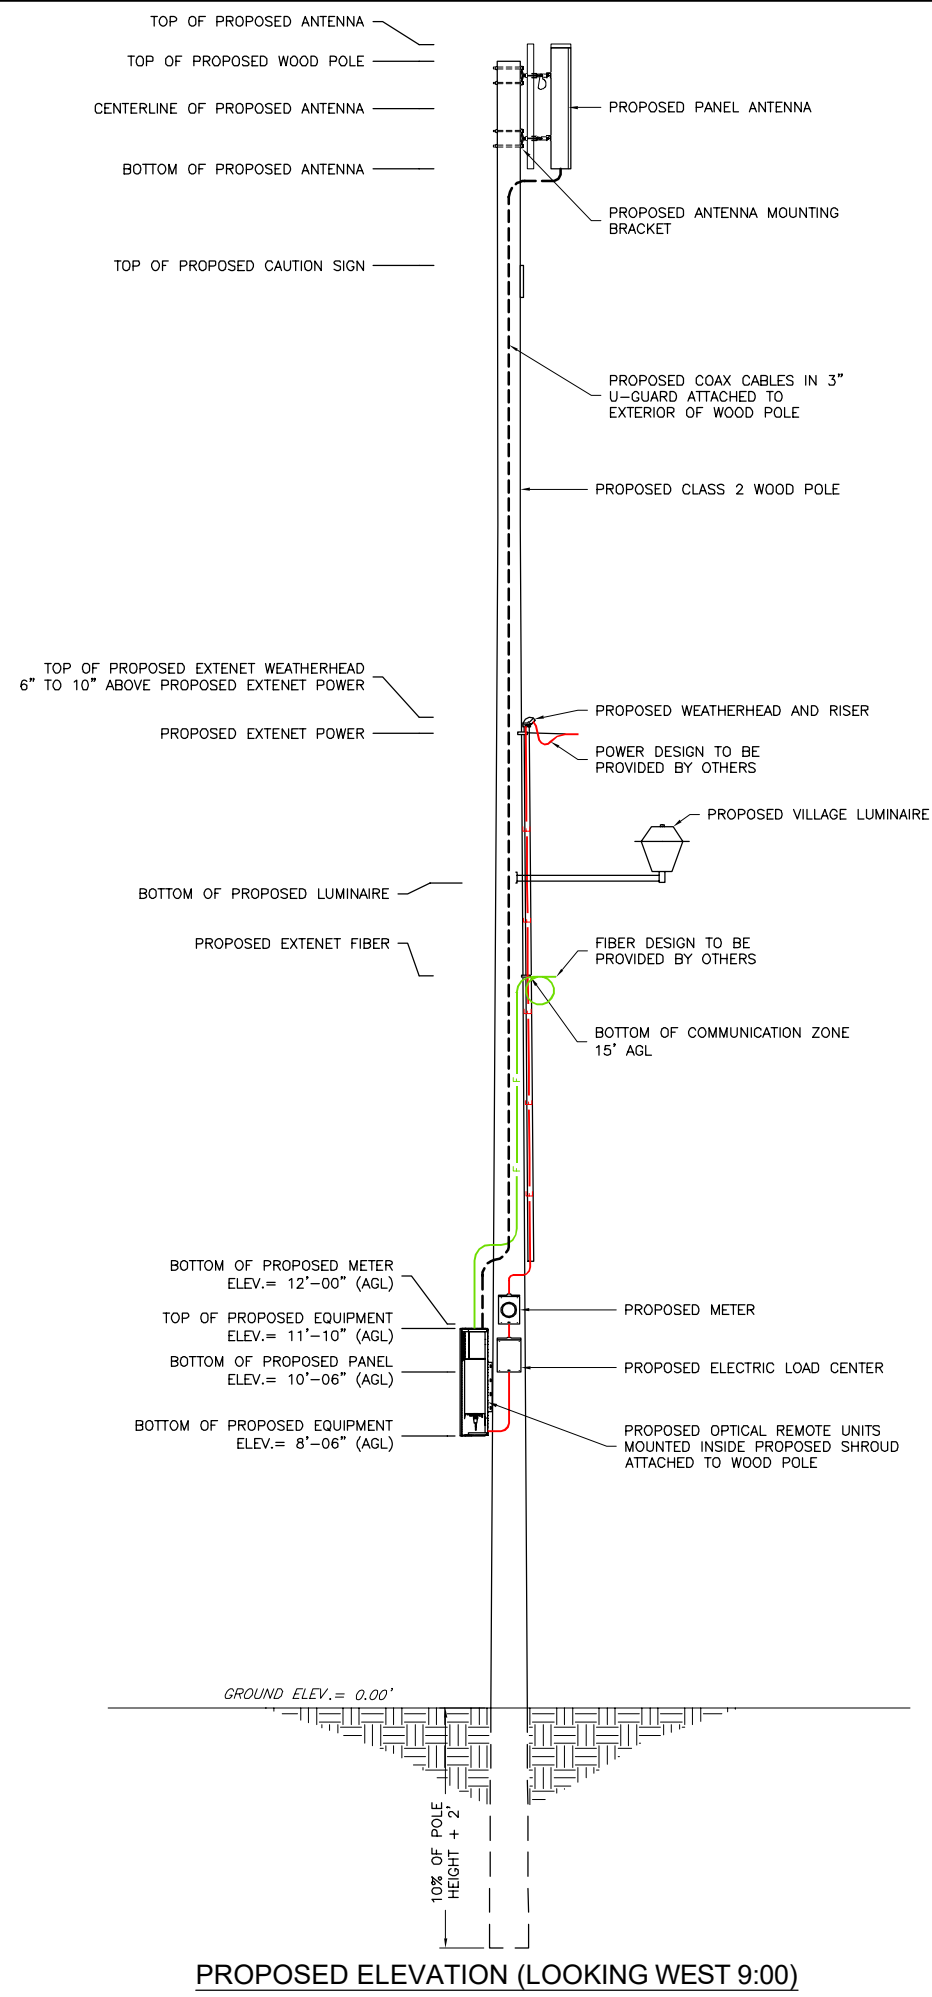 TOP OF PROPOSED ANTENNA
TOP OF PROPOSED WOOD POLE
CENTERLINE OF PROPOSED ANTENNA
PROPOSED PANEL ANTENNA
BOTTOM OF PROPOSED ANTENNA
PROPOSED ANTENNA MOUNTING
BRACKET
TOP OF PROPOSED CAUTION SIGN
PROPOSED COAX CABLES IN 3"
U-GUARD ATTACHED TO
EXTERIOR OF WOOD POLE
PROPOSED CLASS 2 WOOD POLE
TOP OF PROPOSED EXTENET WEATHERHEAD
6" TO 10" ABOVE PROPOSED EXTENET POWER
PROPOSED WEATHERHEAD AND RISER
PROPOSED EXTENET POWER
POWER DESIGN TO BE
PROVIDED BY OTHERS
PROPOSED VILLAGE LUMINAIRE
BOTTOM OF PROPOSED LUMINAIRE
PROPOSED EXTENET FIBER
FIBER DESIGN TO BE
PROVIDED BY OTHERS
BOTTOM OF COMMUNICATION ZONE
15' AGL
F
F
E
E
E
E
E
BOTTOM OF PROPOSED METER
ELEV.= 12'-00" (AGL)
TOP OF PROPOSED EQUIPMENT
ELEV.= 11'-10" (AGL)
PROPOSED METER
BOTTOM OF PROPOSED PANEL
ELEV.= 10'-06" (AGL)
PROPOSED ELECTRIC LOAD CENTER
BOTTOM OF PROPOSED EQUIPMENT
ELEV.= 8'-06" (AGL)
PROPOSED OPTICAL REMOTE UNITS
MOUNTED INSIDE PROPOSED SHROUD
ATTACHED TO WOOD POLE
GROUND ELEV.= 0.00'
10% OF POLE
HEIGHT + 2'
PROPOSED ELEVATION (LOOKING WEST 9:00)